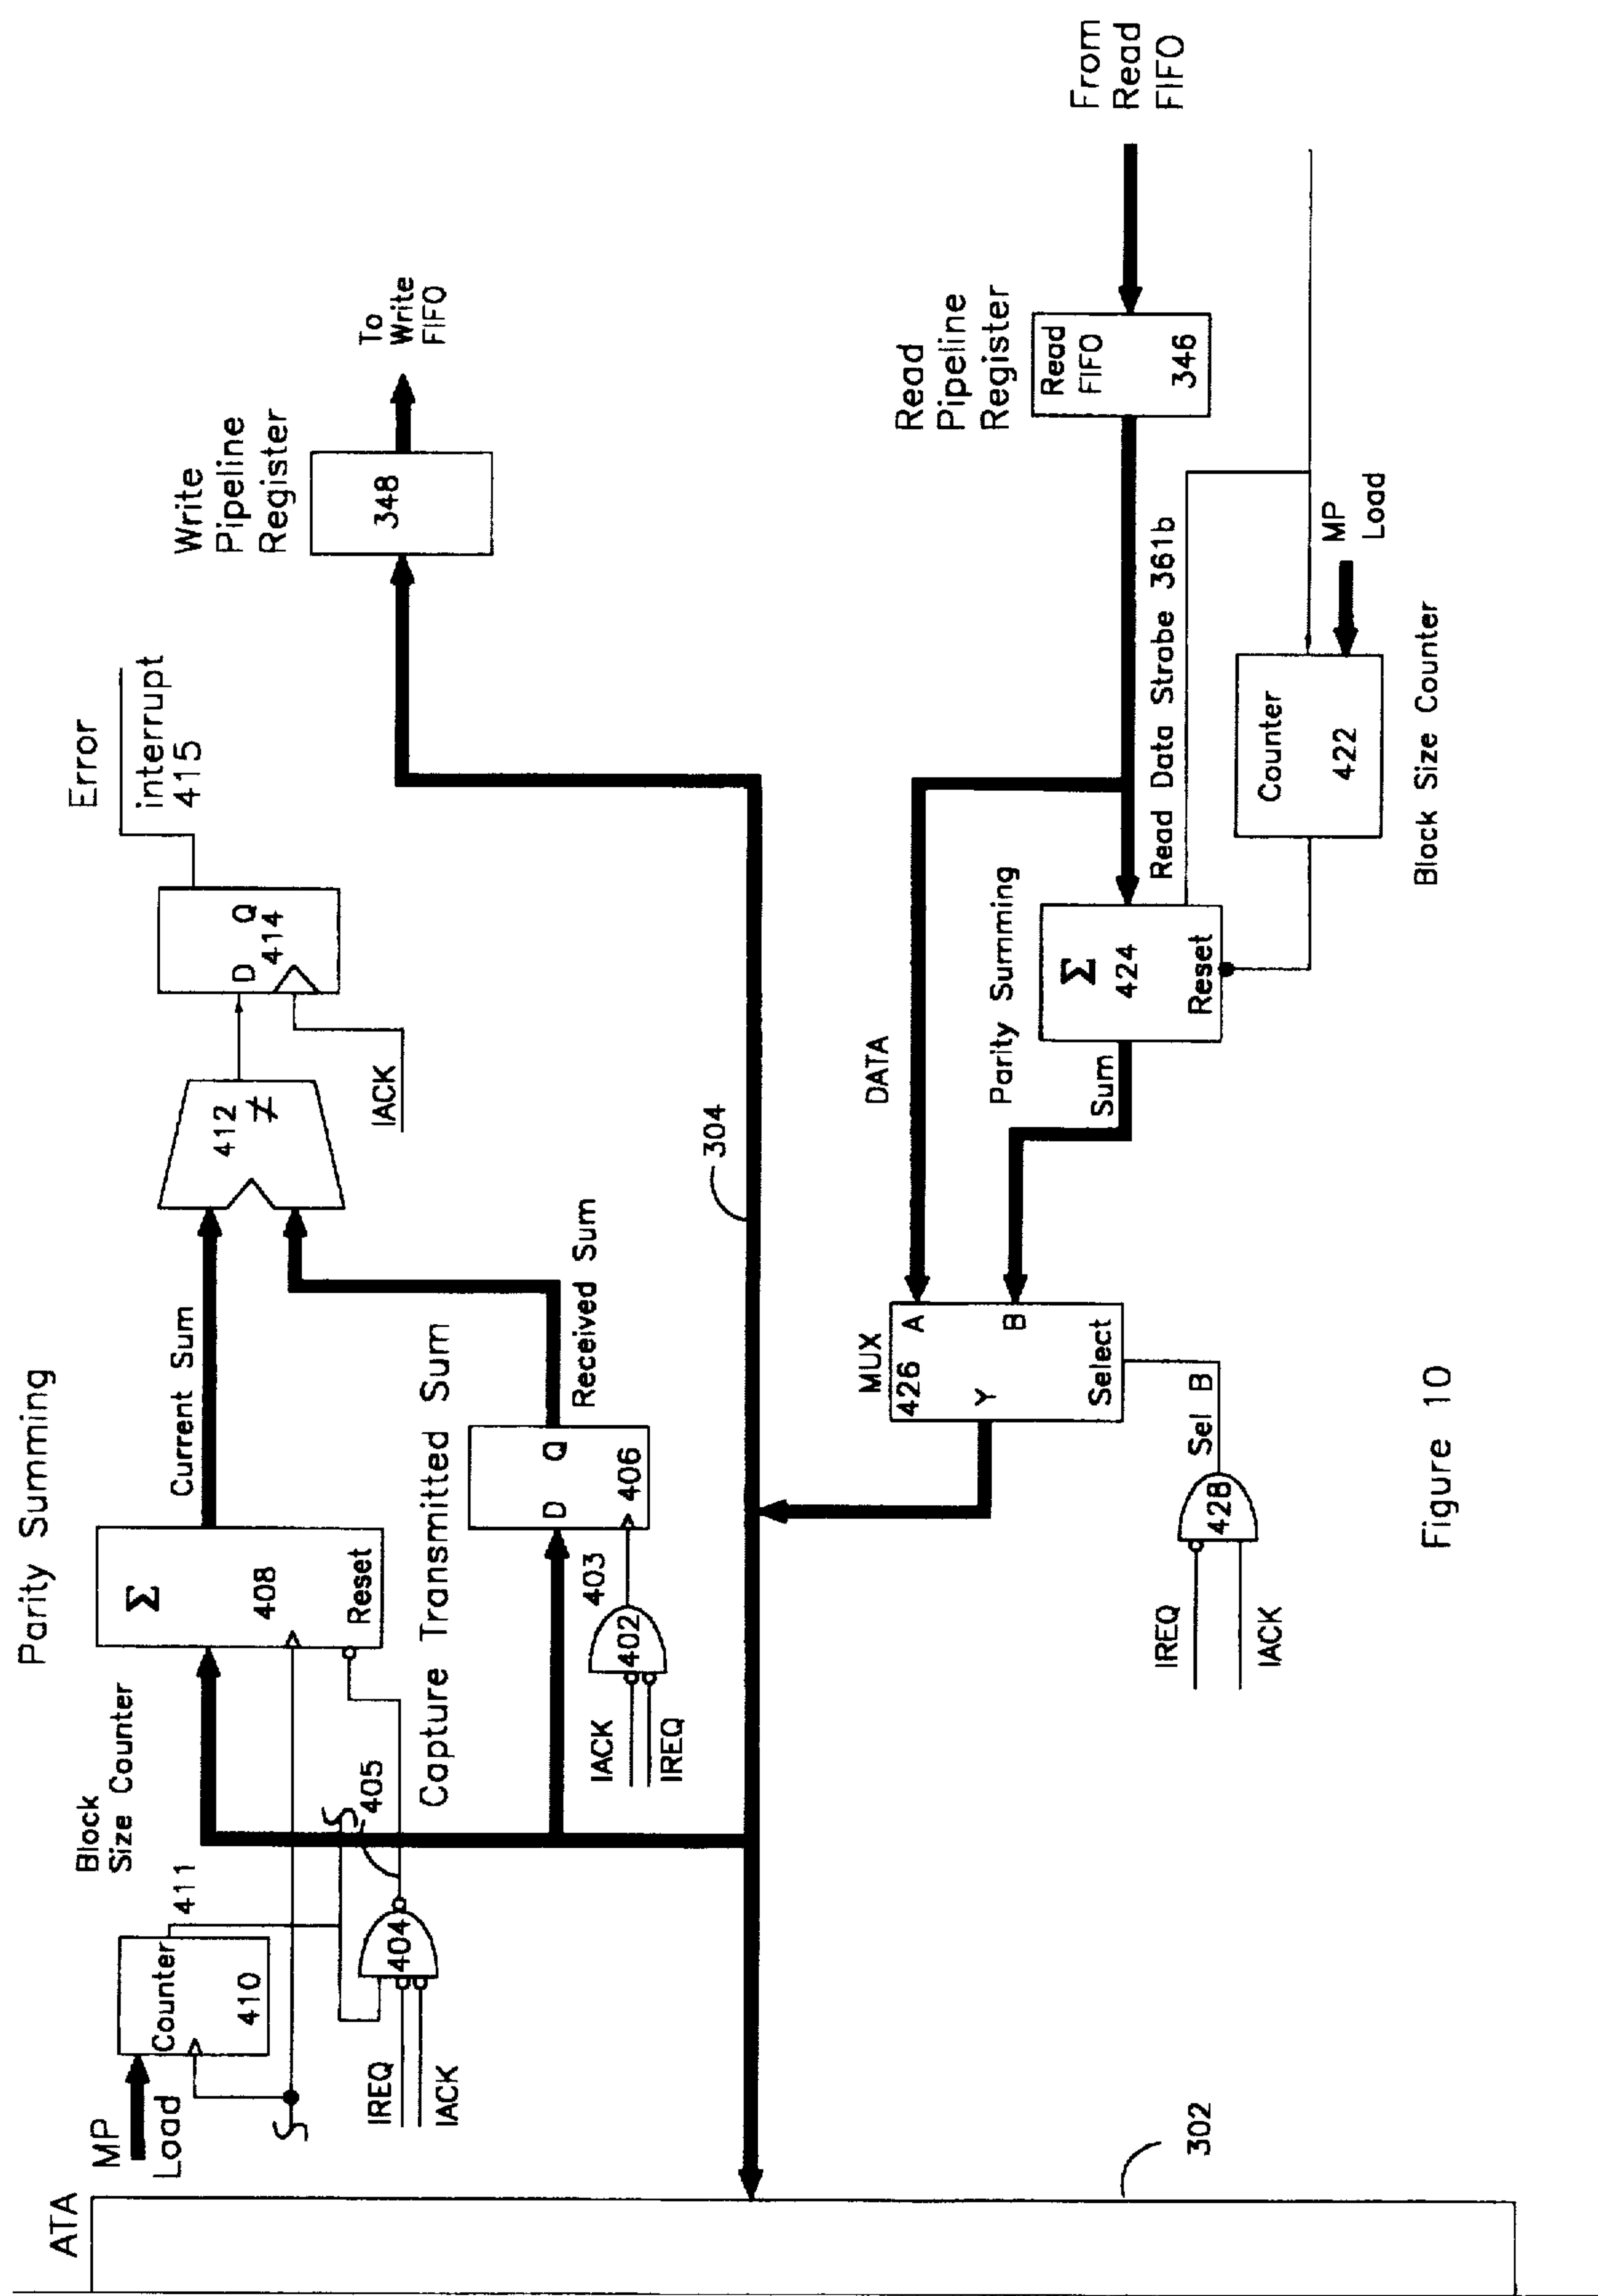 ATA
302
MP
Load
Counter
410
411
Block
Size Counter
IREQ
IACK
404
405
Parity Summing
Σ
408
Reset
Current Sum
Capture Transmitted Sum
IACK
IREQ
402
403
D Q
406
Received Sum
412
≠
IACK
D Q
414
Error
interrupt
415
304
Write
Pipeline
Register
348
To
Write
FIFO
MUX
426
A
B
Y
Select
Sel B
428
IREQ
IACK
DATA
Parity Summing
Sum
Σ
424
Reset
Read Data Strobe 361b
Counter
422
Block Size Counter
MP
Load
Read
Pipeline
Register
Read
FIFO
346
From
Read
FIFO
Figure 10